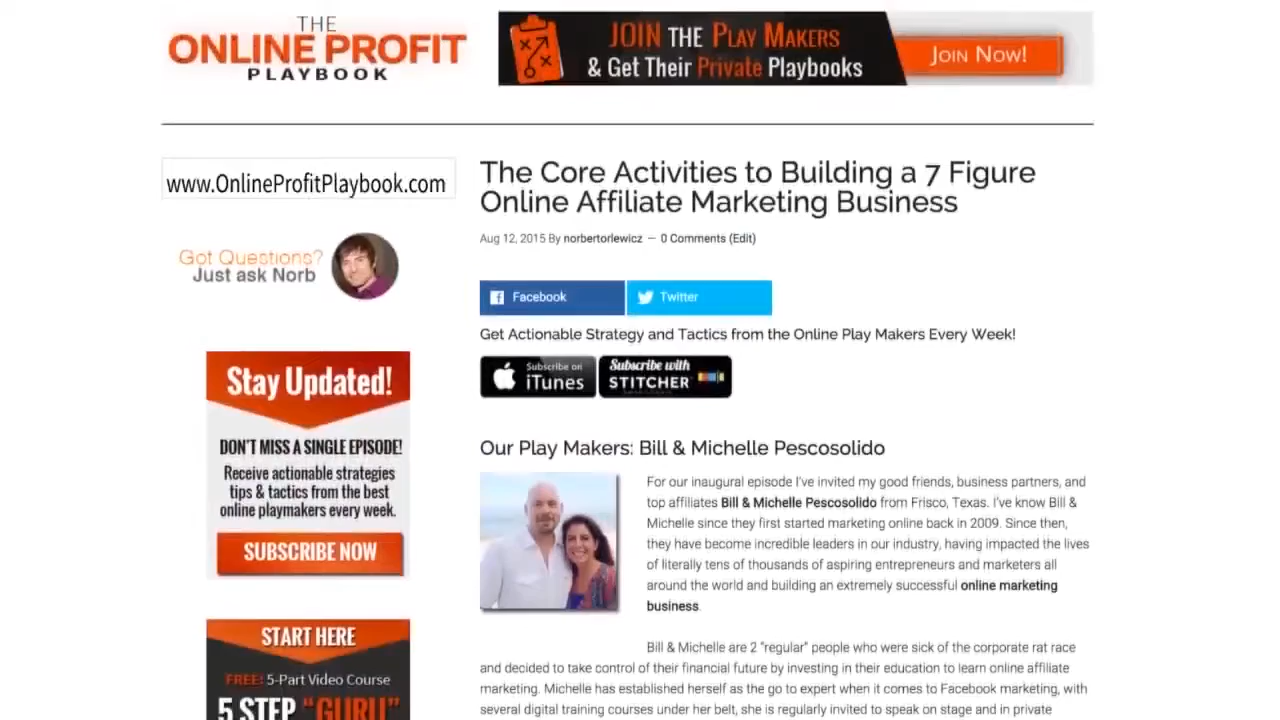 THE
ONLINE PROFIT
PLAYBOOK
JOIN THE PLAY MAKERS
& GET THEIR PRIVATE PLAYBOOKS
JOIN NOW!
www.OnlineProfitPlaybook.com
Got Questions?
Just ask Norb
Stay Updated!
DON'T MISS A SINGLE EPISODE!
Receive actionable strategies
tips & tactics from the best
online playmakers every week.
SUBSCRIBE NOW
START HERE
FREE: 5-Part Video Course
5 STEP "GURU"
The Core Activities to Building a 7 Figure
Online Affiliate Marketing Business
Aug 12, 2015 By norbertorlewicz — 0 Comments (Edit)
Facebook
Twitter
Get Actionable Strategy and Tactics from the Online Play Makers Every Week!
Subscribe on
iTunes
Subscribe with
STITCHER
Our Play Makers: Bill & Michelle Pescosolido
For our inaugural episode I've invited my good friends, business partners, and
top affiliates Bill & Michelle Pescosolido from Frisco, Texas. I've know Bill &
Michelle since they first started marketing online back in 2009. Since then,
they have become incredible leaders in our industry, having impacted the lives
of literally tens of thousands of aspiring entrepreneurs and marketers all
around the world and building an extremely successful online marketing
business.
Bill & Michelle are 2 "regular" people who were sick of the corporate rat race
and decided to take control of their financial future by investing in their education to learn online affiliate
marketing. Michelle has established herself as the go to expert when it comes to Facebook marketing, with
several digital training courses under her belt, she is regularly invited to speak on stage and in private